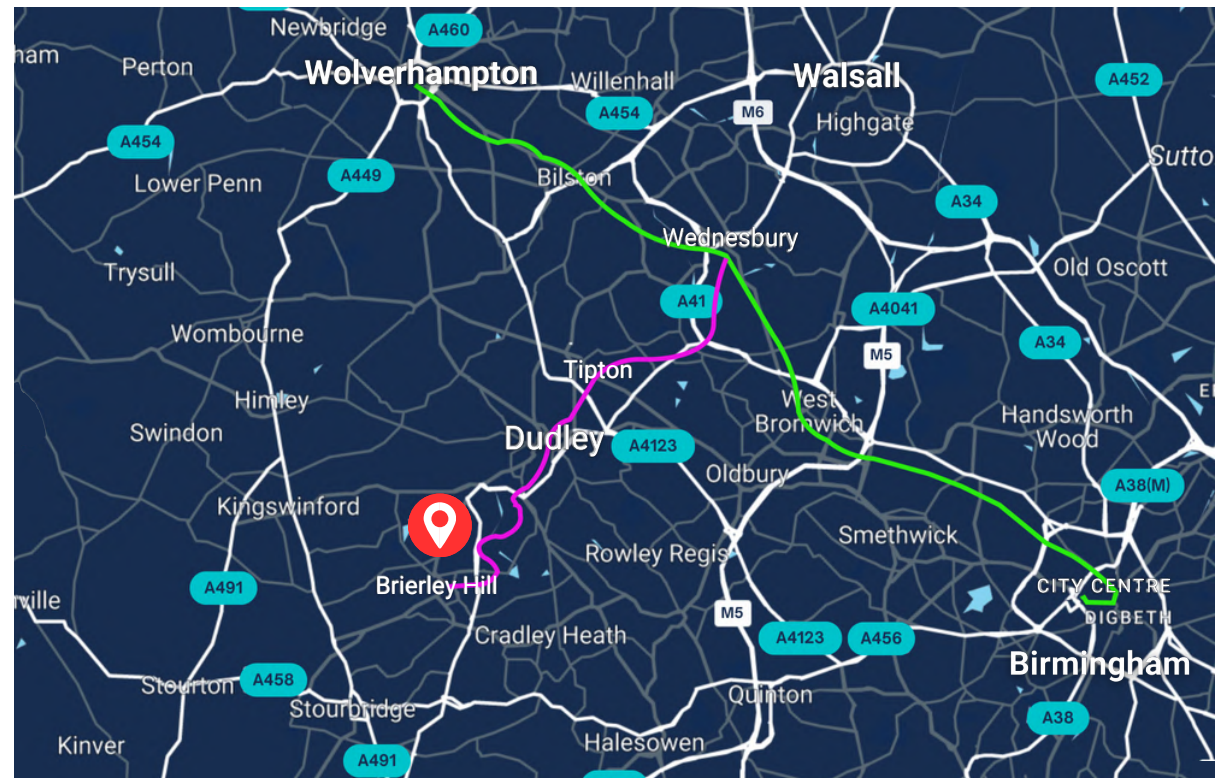 Newbridge
A460
ham
Perton
Wolverhampton
Willenhall
Walsall
A452
A454
M6
Highgate
A454
Sutto
A449
Lower Penn
Bilston
A34
Wednesbury
Trysull
Old Oscott
A41
A4041
Wombourne
A34
M5
Tipton
Himley
West
Bromwich
Handsworth
Wood
Swindon
Dudley
A4123
Oldbury
A38(M)
Kingswinford
Smethwick
Rowley Regis
A491
Brierley Hill
CITY CENTRE
ville
M5
DIGBETH
Cradley Heath
A4123
A456
Birmingham
Stourton
A458
Quinton
Stourbridge
A38
Kinver
Halesowen
A491